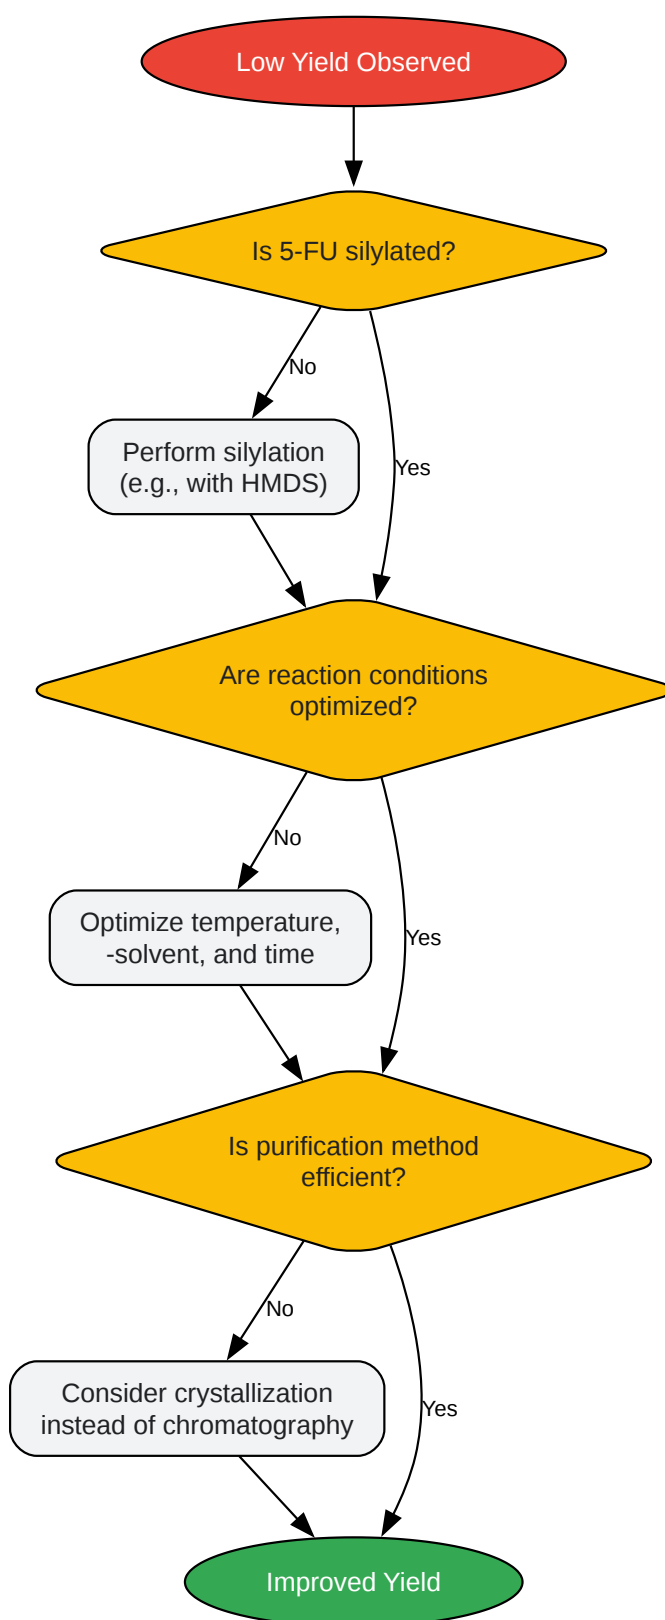 Low Yield Observed
Is 5-FU silylated?
No
Perform silylation
(e.g., with HMDS)
Yes
Are reaction conditions
optimized?
No
Optimize temperature,
-solvent, and time
Yes
Is purification method
efficient?
No
Consider crystallization
instead of chromatography
Yes
Improved Yield